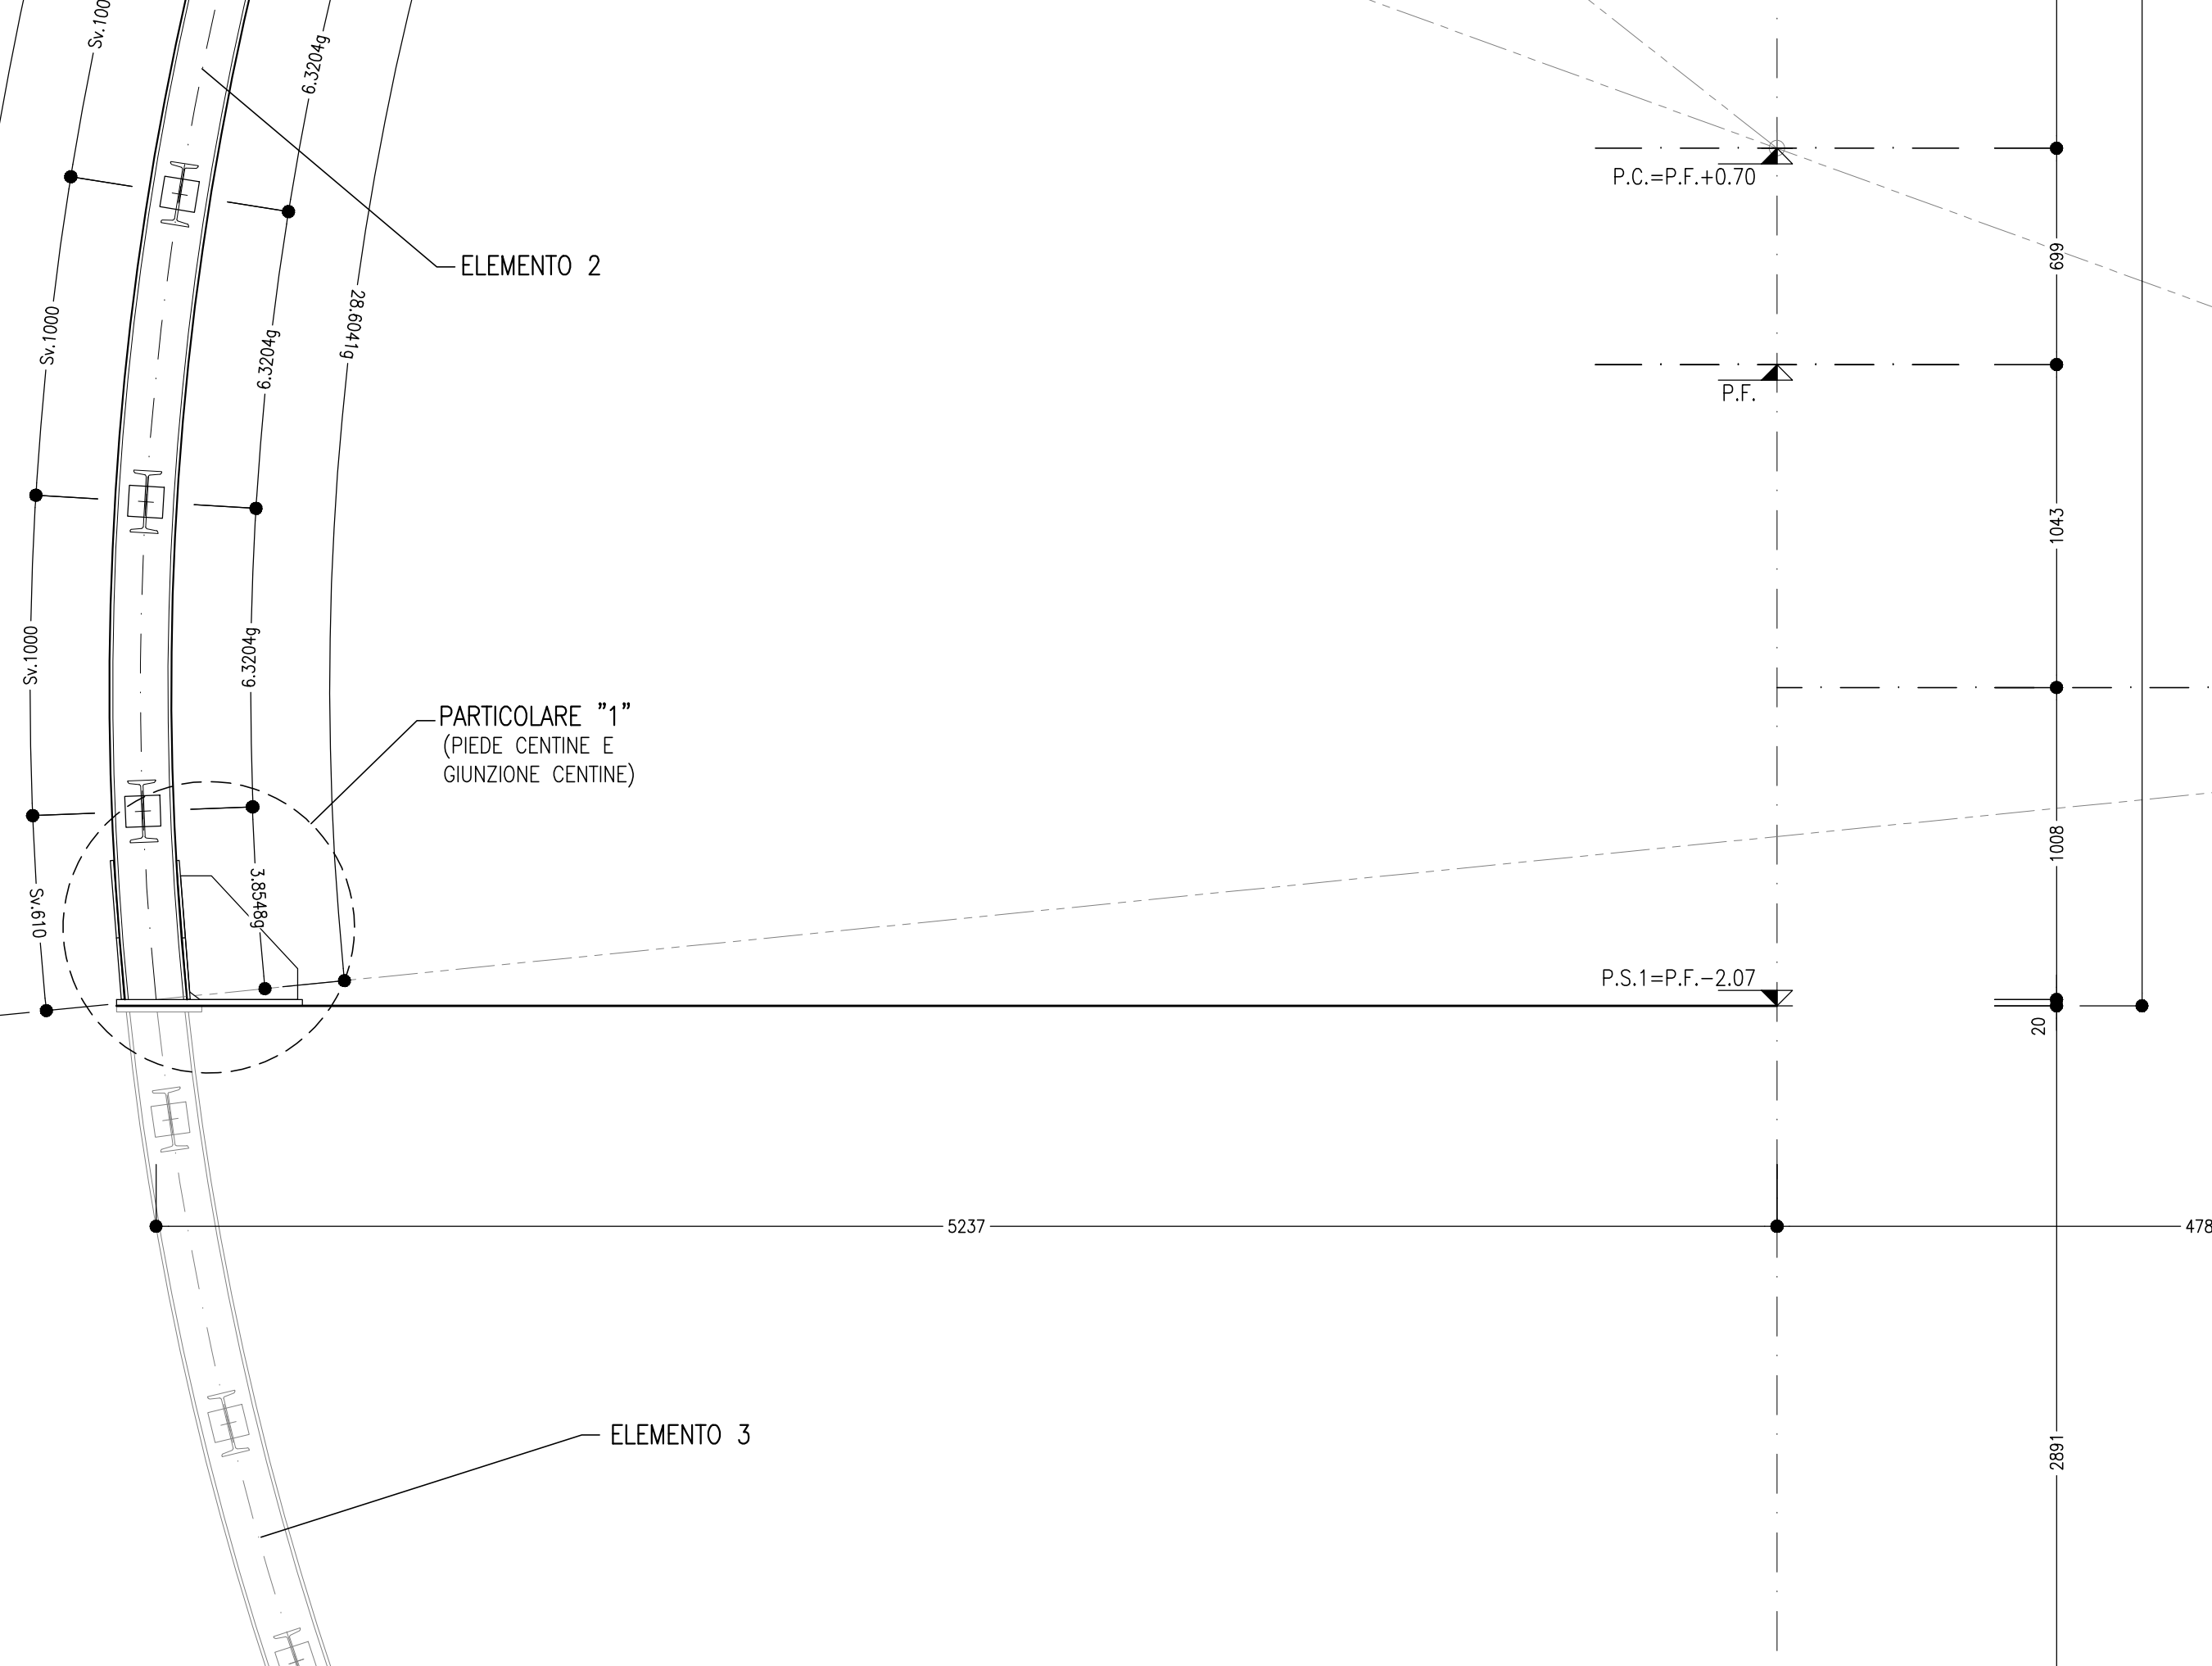 Sv.100
6.3204g
P.C.=P.F.+0.70
699
ELEMENTO 2
Sv.1000
6.3204g
28.6041g
P.F.
1043
Sv.1000
6.3204g
PARTICOLARE "1"
(PIEDE CENTINE E
GIUNZIONE CENTINE)
1008
Sv.610
3.8548g
P.S.1=P.F.-2.07
20
5237
478
ELEMENTO 3
2891